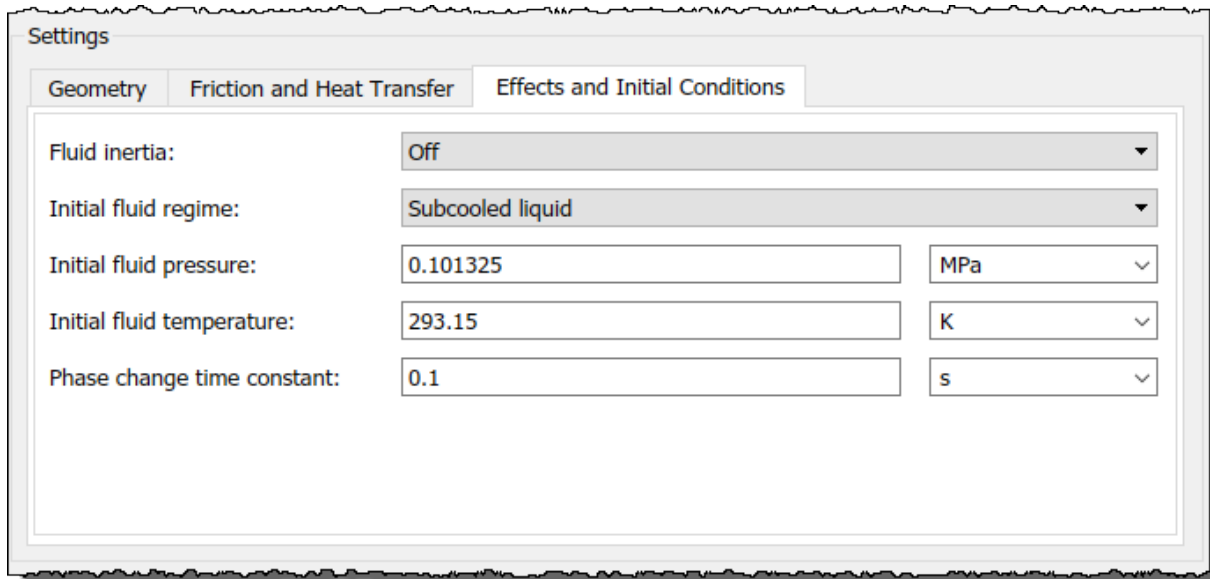 Settings
Geometry Friction and Heat Transfer Effects and Initial Conditions
Fluid inertia: Off
Initial fluid regime: Subcooled liquid
Initial fluid pressure: 0.101325 MPa
Initial fluid temperature: 293.15 K
Phase change time constant: 0.1 s